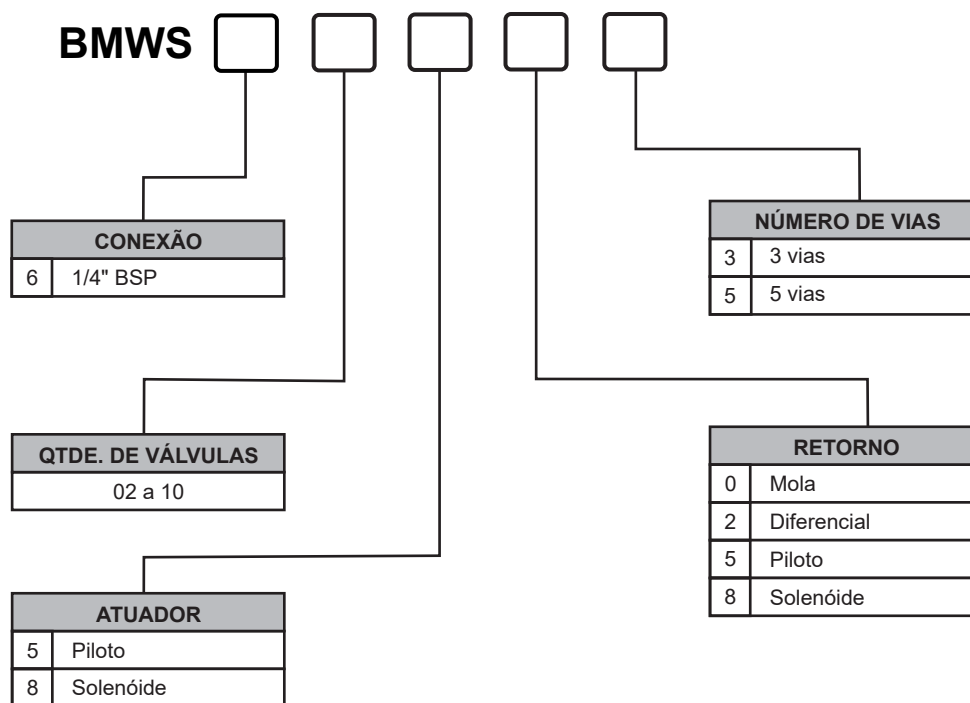 BMWS
CONEXÃO
6 1/4" BSP
QTDE. DE VÁLVULAS
02 a 10
ATUADOR
5 Piloto
8 Solenóide
NÚMERO DE VIAS
3 3 vias
5 5 vias
RETORNO
0 Mola
2 Diferencial
5 Piloto
8 Solenóide